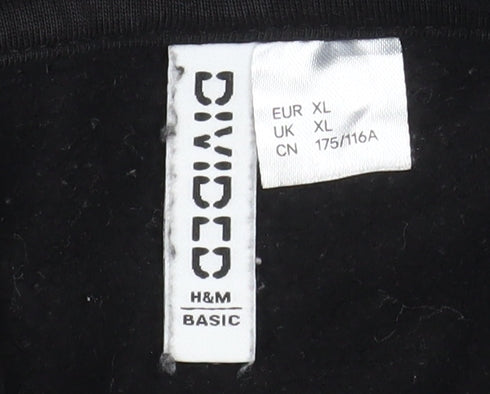 DIVIDED
H&M
BASIC
EUR XL
UK XL
CN 175/116A